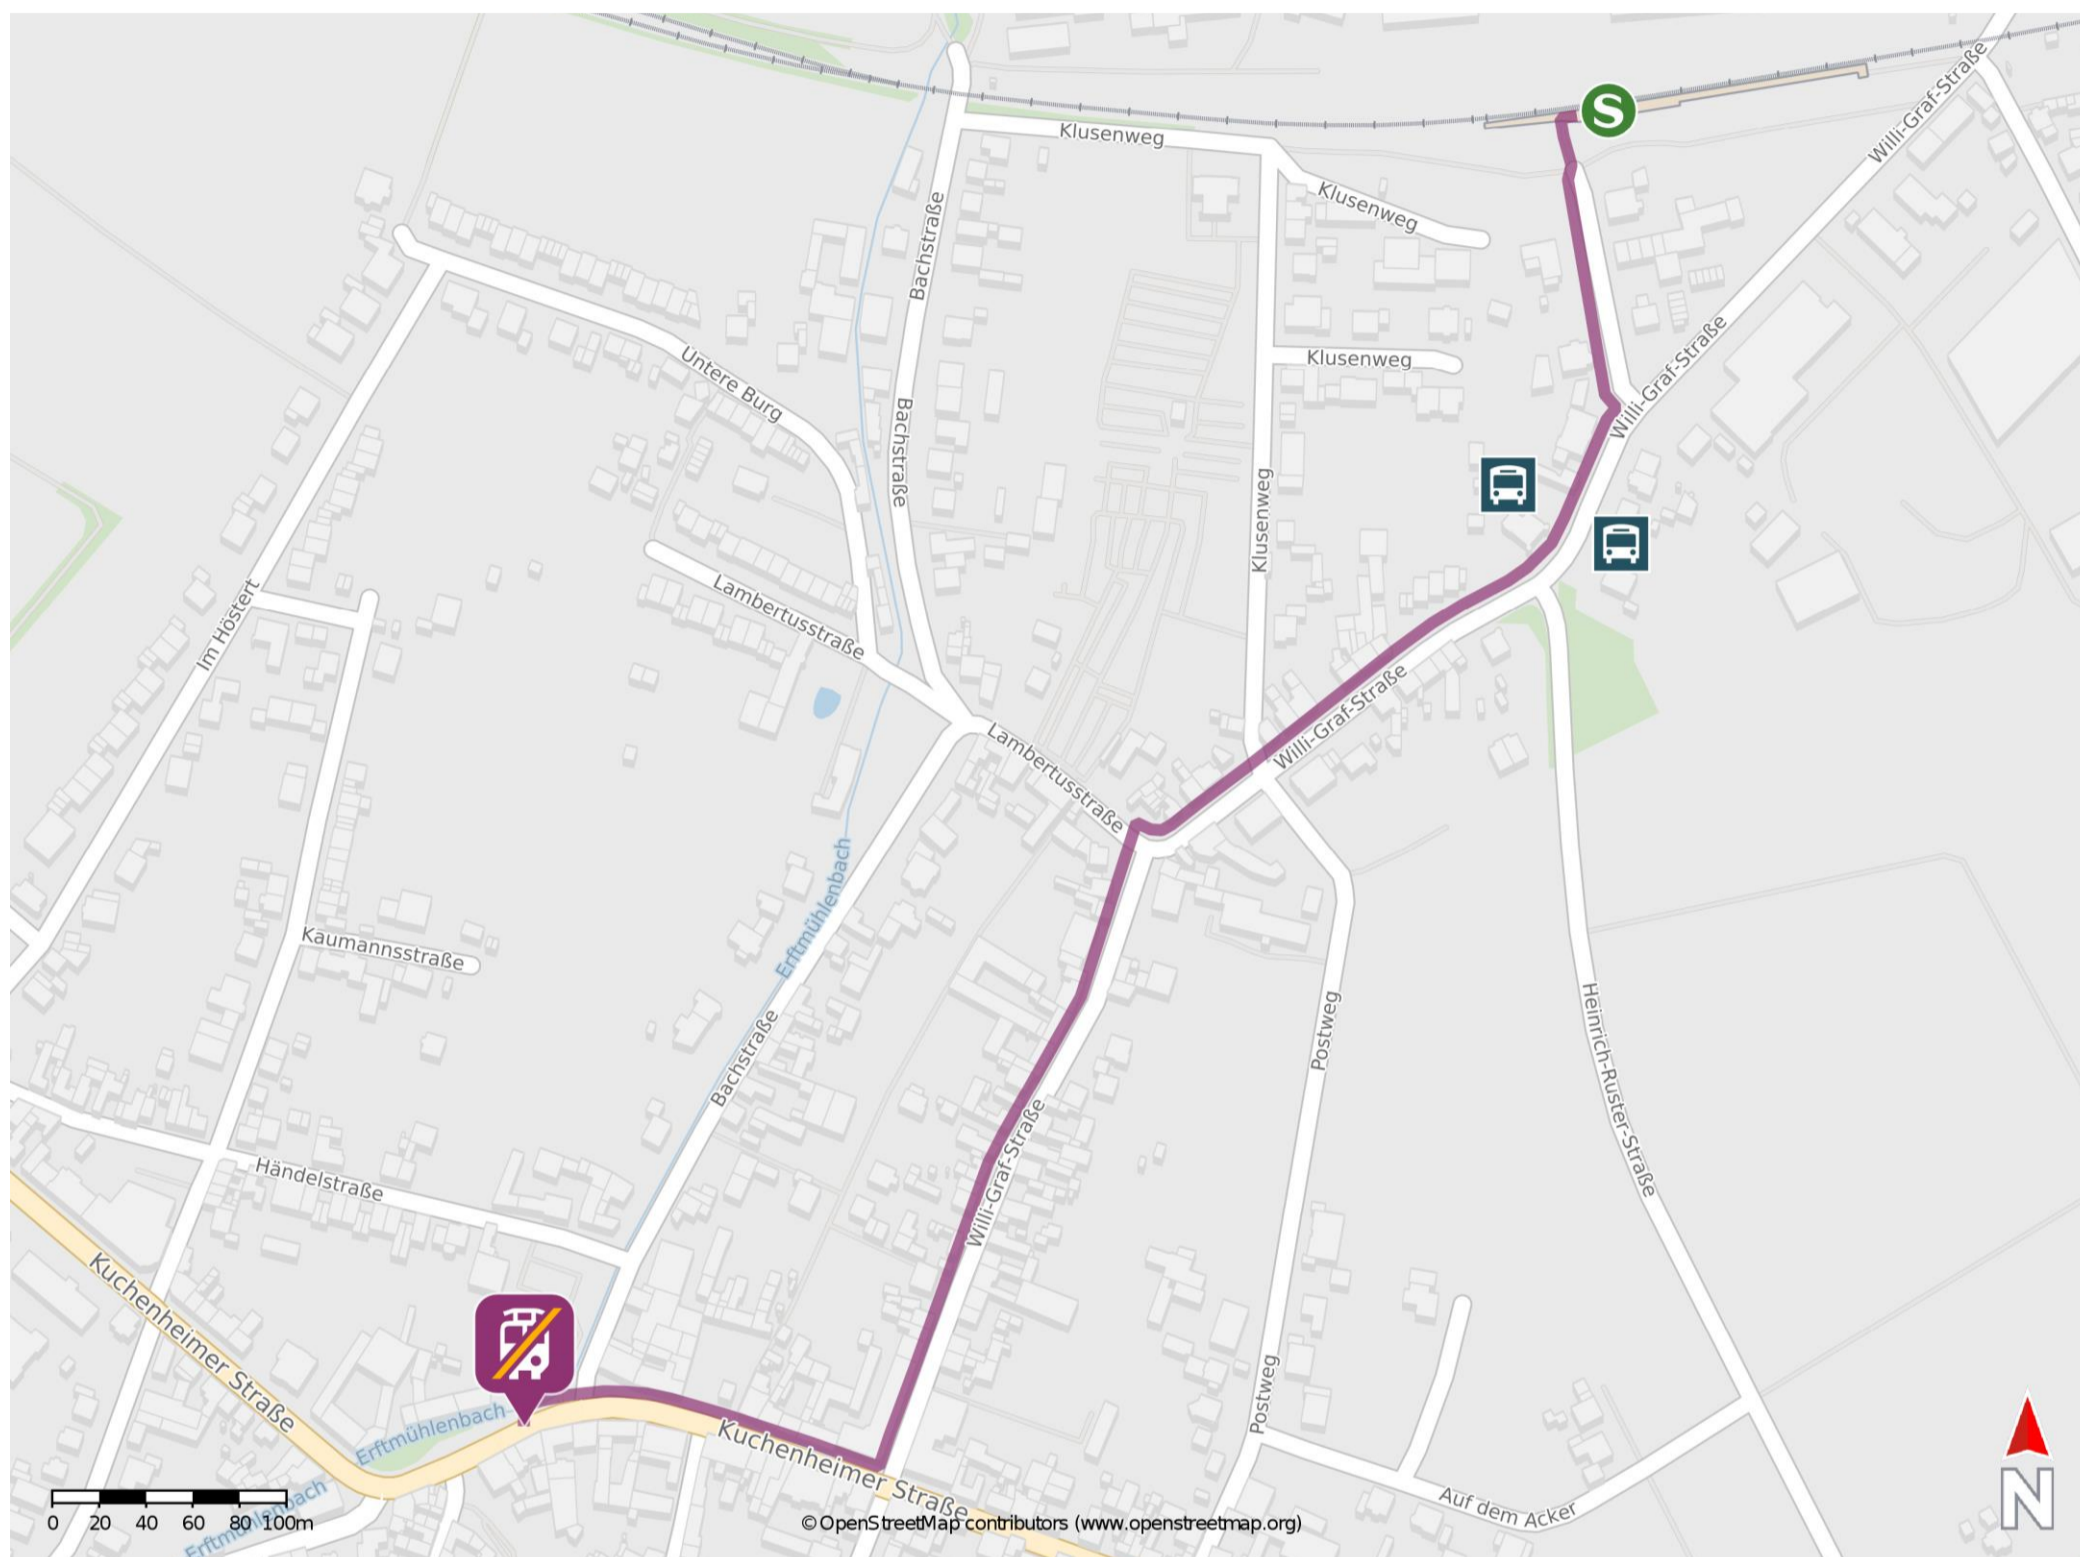 S
Willi-Graf-Straße
Klusenweg
Klusenweg
Bachstraße
Klusenweg
Willi-Graf-Straße
Untere Burg
Bachstraße
Klusenweg
Im Höstert
Lambertusstraße
Willi-Graf-Straße
Lambertusstraße
Erftmühlenbach
Kaumannsstraße
Bachstraße
Postweg
Heinrich-Ruster-Straße
Willi-Graf-Straße
Händelstraße
Kuchenheimer Straße
Erftmühlenbach
Postweg
Kuchenheimer Straße
Auf dem Acker
Erftmühlenbach
0 20 40 60 80 100m
©OpenStreetMap contributors (www.openstreetmap.org)
N